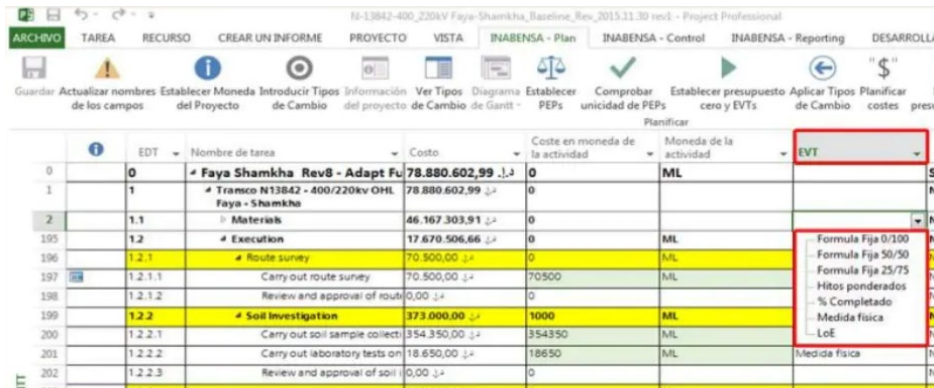 N-13842-400_220kV Faya-Shamkha_Baseline_Rev_2015.11.30 rev1 - Project Professional
ARCHIVO TAREA RECURSO CREAR UN INFORME PROYECTO VISTA INABENSA - Plan INABENSA - Control INABENSA - Reporting DESARROLL
Guardar Actualizar nombres Establecer Moneda Introducir Tipos Información Ver Tipos Diagrama Establecer Comprobar Establecer presupuesto Aplicar Tipos Planificar
de los campos del Proyecto de Cambio del proyecto de Cambio de Gantt PEPs unicidad de PEPs cero y EVTs de Cambio costes presu
Planificar
EDT Nombre de tarea Costo Coste en moneda de la actividad Moneda de la actividad EVT
0 0 Faya Shamkha Rev8 - Adapt Fu 78.880.602,99 د.إ. 0 ML
1 1 Transco N13842 - 400/220kv OHL 78.880.602,99 د.إ. 0
Faya - Shamkha
2 1.1 Materials 46.167.303,91 د.إ. 0
195 1.2 Execution 17.670.506,66 د.إ. 0 ML
196 1.2.1 Route survey 70.500,00 د.إ. 0 ML
197 1.2.1.1 Carry out route survey 70.500,00 د.إ. 70500 ML
198 1.2.1.2 Review and approval of rout 0,00 د.إ. 0
199 1.2.2 Soil Investigation 373.000,00 د.إ. 1000 ML
200 1.2.2.1 Carry out soil sample collecti 354.350,00 د.إ. 354350 ML
201 1.2.2.2 Carry out laboratory tests on 18.650,00 د.إ. 18650 ML Medida física
202 1.2.2.3 Review and approval of soil i 0,00 د.إ. 0
Formula Fija 0/100
Formula Fija 50/50
Formula Fija 25/75
Hitos ponderados
% Completado
Medida física
LoE